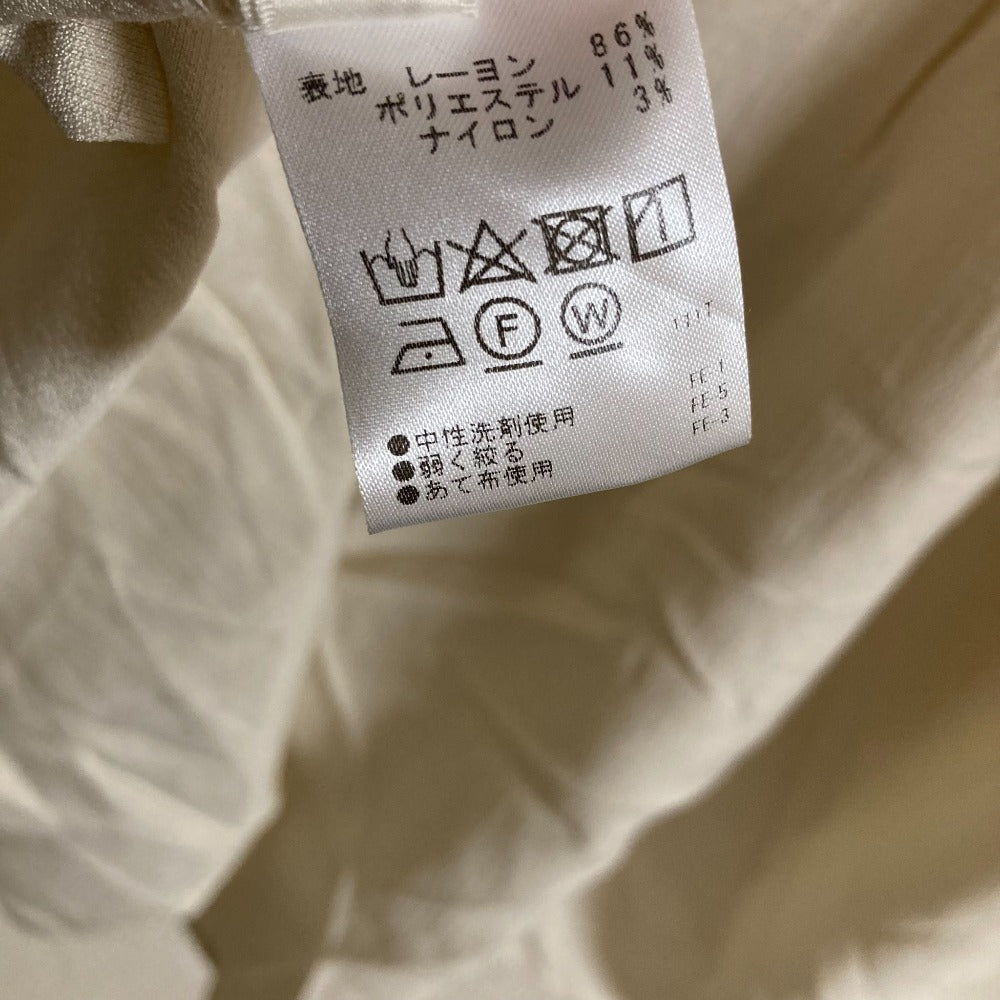 表地 レーヨン 86%
ポリエステル 11%
ナイロン 3%
F
W
1217
FE-1
FE-5
FE-3
●中性洗剤使用
●弱く絞る
●あて布使用